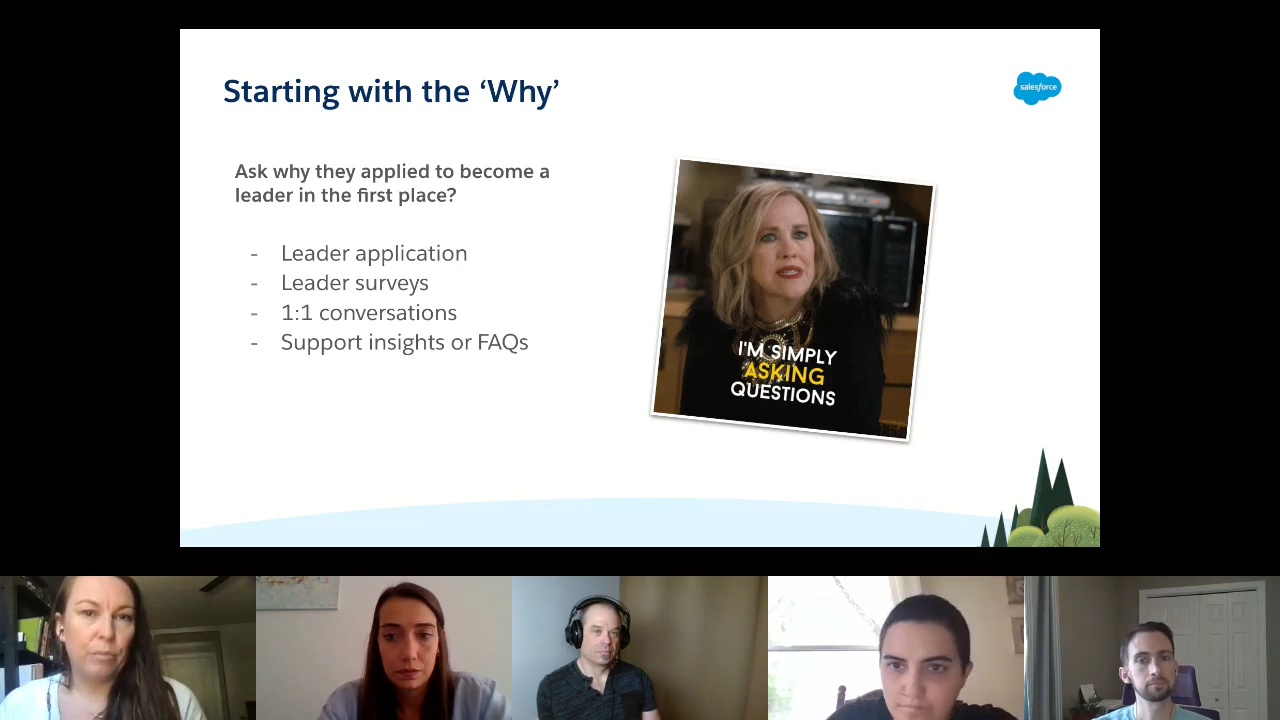 Starting with the ‘Why’
salesforce
Ask why they applied to become a
leader in the first place?
- Leader application
- Leader surveys
- 1:1 conversations
- Support insights or FAQs
I'M SIMPLY
ASKING
QUESTIONS